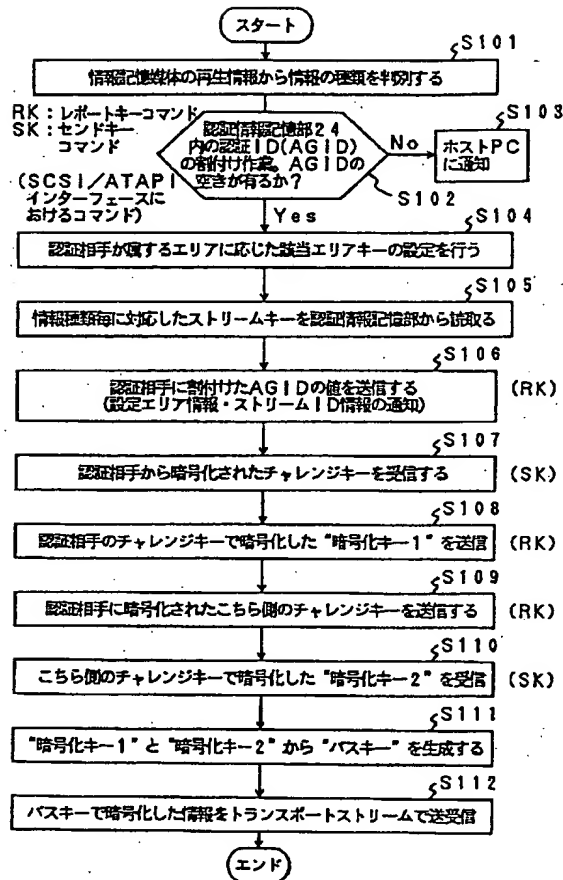 スタート
S101
情報記憶媒体の再生情報から情報の種類を判別する
RK:レポートキーコマンド
SK:センドキー
コマンド
(SCSI/ATAPI
インターフェースに
おけるコマンド)
認証情報記憶部24
内の認証ID(AGID)
の割付け作業。AGIDの
空きが有るか?
S102
No
S103
ホストPC
に通知
Yes
S104
認証相手が属するエリアに応じた該当エリアキーの設定を行う
S105
情報種類毎に対応したストリームキーを認証情報記憶部から読取る
S106
認証相手に割付けたAGIDの値を送信する
(設定エリア情報・ストリームID情報の通知)
(RK)
S107
認証相手から暗号化されたチャレンジキーを受信する
(SK)
S108
認証相手のチャレンジキーで暗号化した“暗号化キー1”を送信
(RK)
S109
認証相手に暗号化されたこちら側のチャレンジキーを送信する
(RK)
S110
こちら側のチャレンジキーで暗号化した“暗号化キー2”を受信
(SK)
S111
“暗号化キー1”と“暗号化キー2”から“バスキー”を生成する
S112
バスキーで暗号化した情報をトランスポートストリームで送受信
エンド